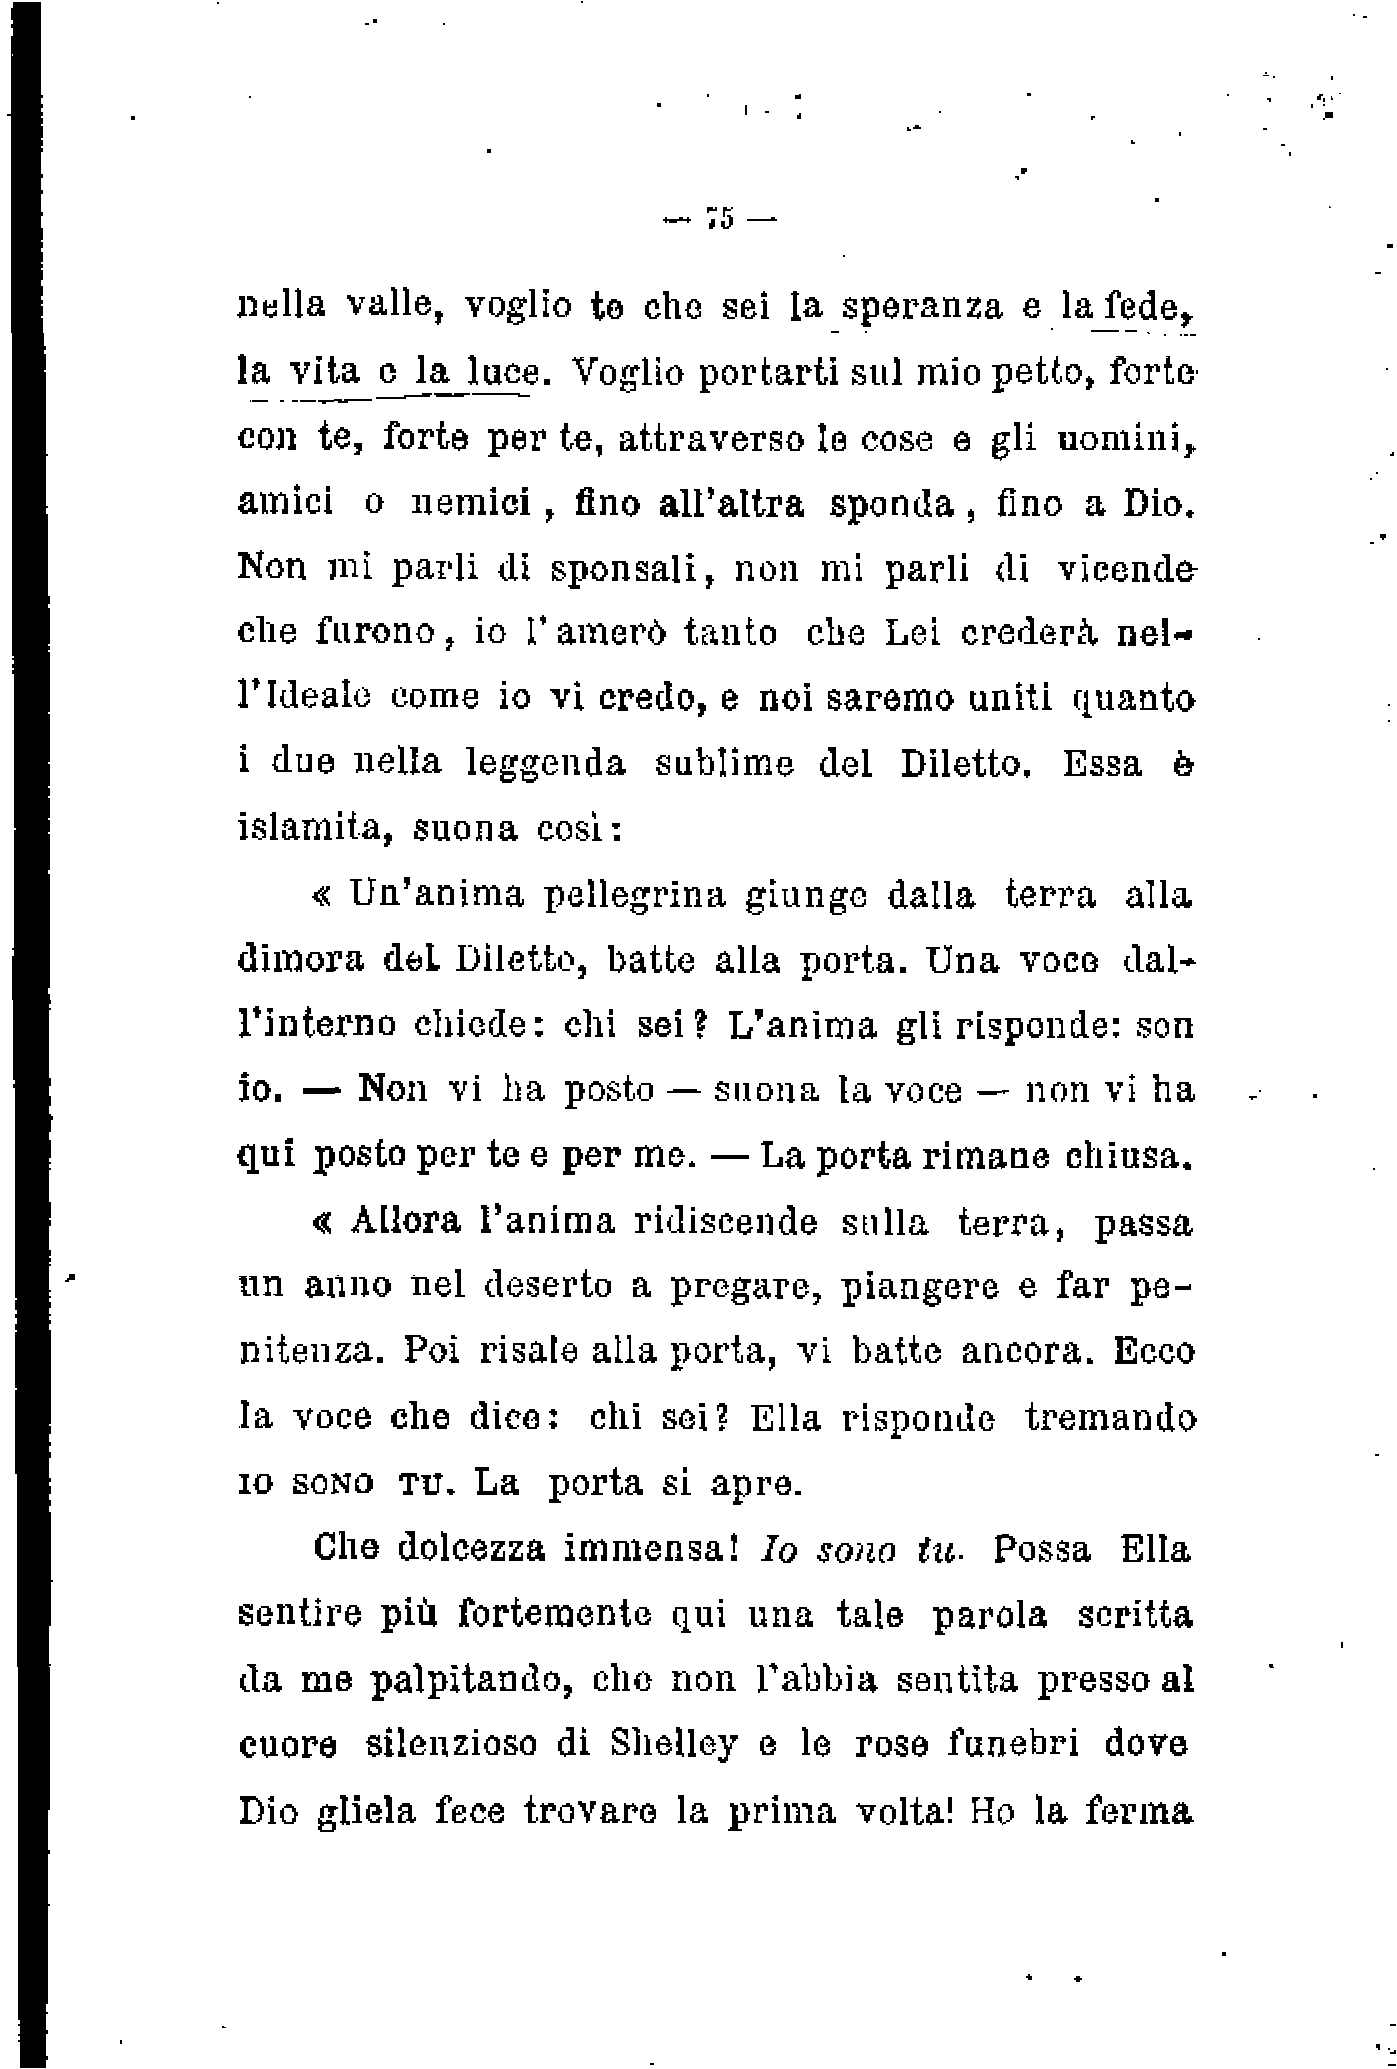 — 75 —
nella valle, voglio te che sei la speranza e la fede,
la vita e la luce. Voglio portarti sul mio petto, forte
con te, forte per te, attraverso le cose e gli uomini,
amici o nemici, fino all'altra sponda, fino a Dio.
Non mi parli di sponsali, non mi parli di vicende
che furono, io l'amerò tanto che Lei crederà nel-
l'Ideale come io vi credo, e noi saremo uniti quanto
i due nella leggenda sublime del Diletto. Essa è
islamita, suona così:
« Un'anima pellegrina giunge dalla terra alla
dimora del Diletto, batte alla porta. Una voce dal-
l'interno chiede: chi sei? L'anima gli risponde: son
io. — Non vi ha posto — suona la voce — non vi ha
qui posto per te e per me. — La porta rimane chiusa.
« Allora l'anima ridiscende sulla terra, passa
un anno nel deserto a pregare, piangere e far pe-
nitenza. Poi risale alla porta, vi batte ancora. Ecco
la voce che dice: chi sei? Ella risponde tremando
IO SONO TU. La porta si apre.
Che dolcezza immensa! Io sono tu. Possa Ella
sentire più fortemente qui una tale parola scritta
da me palpitando, che non l'abbia sentita presso al
cuore silenzioso di Shelley e le rose funebri dove
Dio gliela fece trovare la prima volta! Ho la ferma